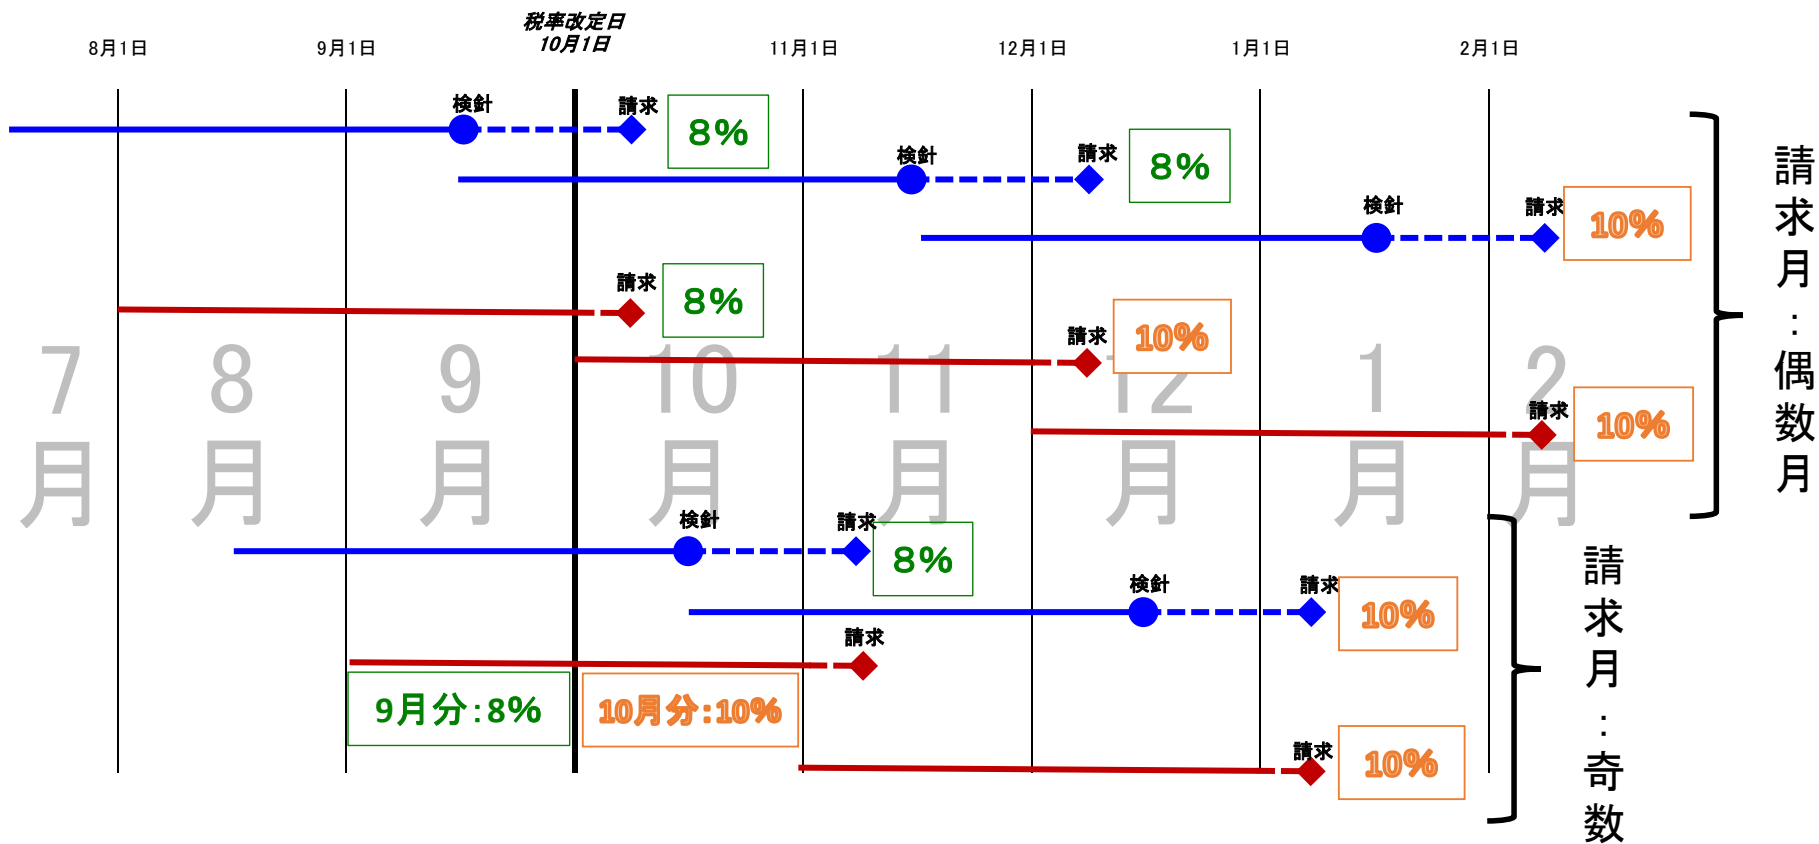 税率改定日
10月1日
8月1日
9月1日
11月1日
12月1日
1月1日
2月1日
検針
請求
8%
検針
請求
8%
検針
請求
10%
請求
8%
請求
10%
請求
10%
7月
8月
9月
10月
11月
12月
1月
2月
請求月：偶数月
検針
請求
8%
検針
請求
10%
請求
9月分：8%
10月分：10%
請求
10%
請求月：奇数